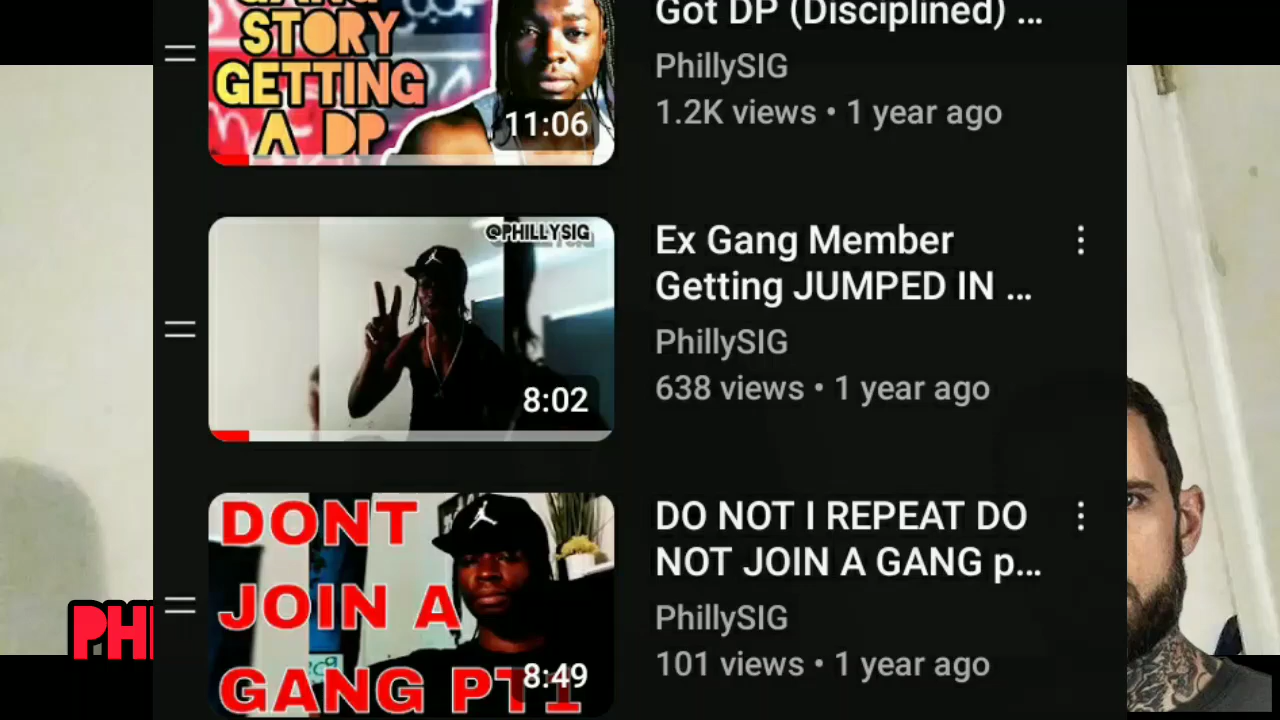 STORY
GETTING
A DP
11:06
Got DP (Disciplined) ...
PhillySIG
1.2K views • 1 year ago
@PHILLYSIG
8:02
Ex Gang Member
Getting JUMPED IN ...
PhillySIG
638 views • 1 year ago
DONT
JOIN A
GANG PT1
8:49
DO NOT I REPEAT DO
NOT JOIN A GANG p...
PhillySIG
101 views • 1 year ago
PHI